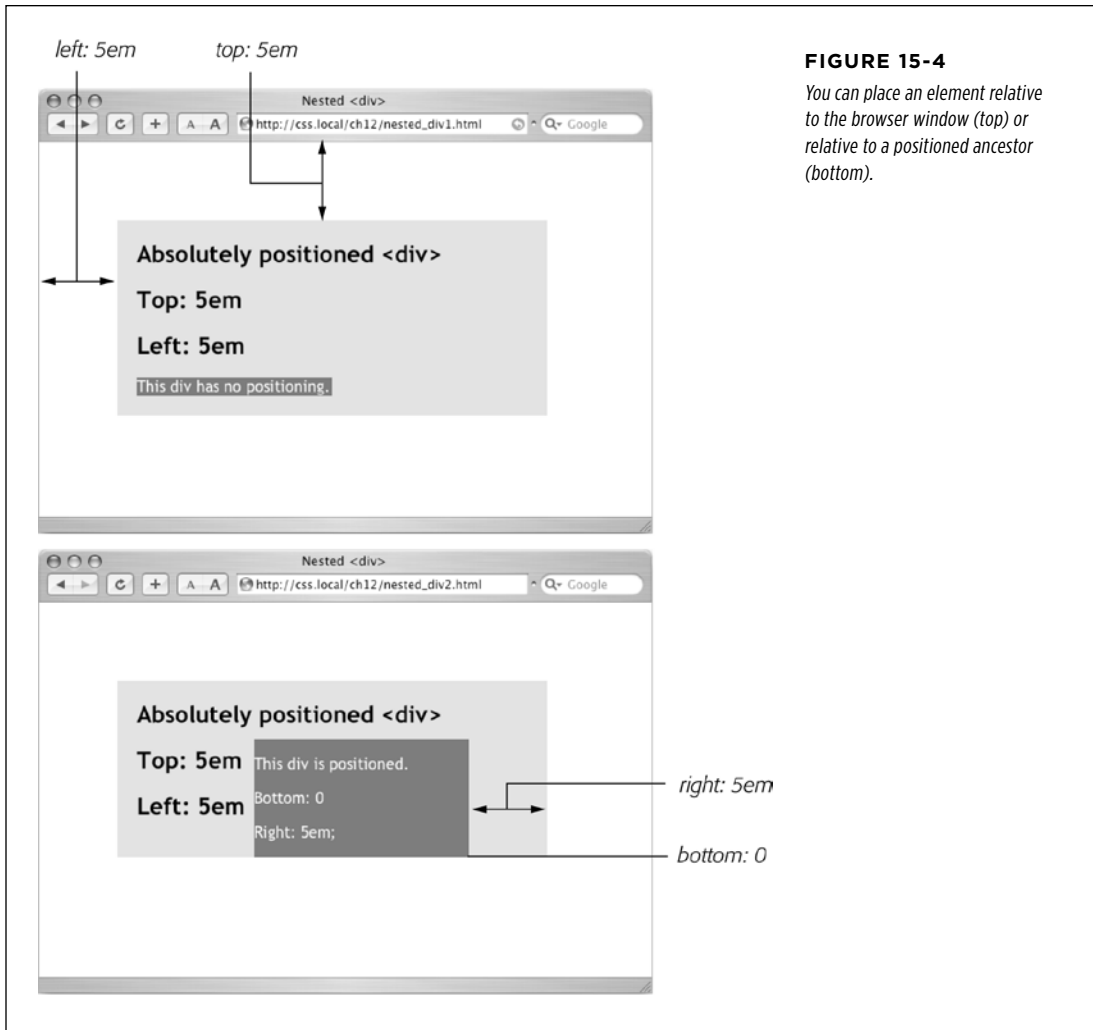 left: 5em
top: 5em
FIGURE 15-4
You can place an element relative
to the browser window (top) or
relative to a positioned ancestor
(bottom).
Nested <div>
A A
http://css.local/ch12/nested_div1.html
Google
Absolutely positioned <div>
Top: 5em
Left: 5em
This div has no positioning.
Nested <div>
A A
http://css.local/ch12/nested_div2.html
Google
Absolutely positioned <div>
Top: 5em
Left: 5em
This div is positioned.
Bottom: 0
Right: 5em;
right: 5em
bottom: 0